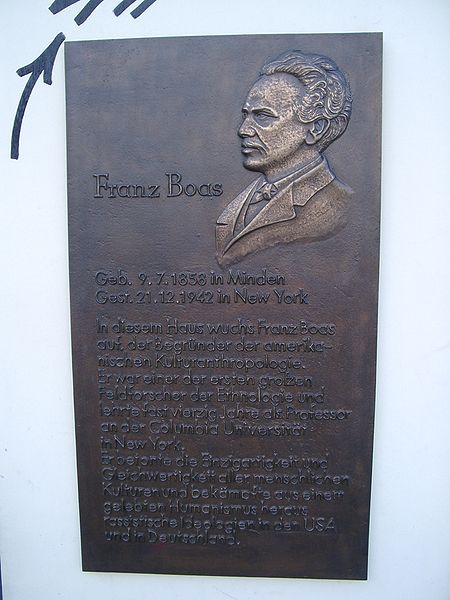 Franz Boas
Geb. 9.7.1858 in Minden
Gest. 21.12.1942 in New York
In diesem Haus wuchs Franz Boas
auf, der Begründer der amerika-
nischen Kulturanthropologie.
Er war einer der ersten großen
Feldforscher der Ethnologie und
lehrte fast vierzig Jahre als Professor
an der Columbia Universität
in New York.
Er betonte die Einzigartigkeit und
Gleichwertigkeit aller menschlichen
Kulturen und bekämpfte aus einem
gelebten Humanismus heraus
rassistische Ideologien in den USA
und in Deutschland.